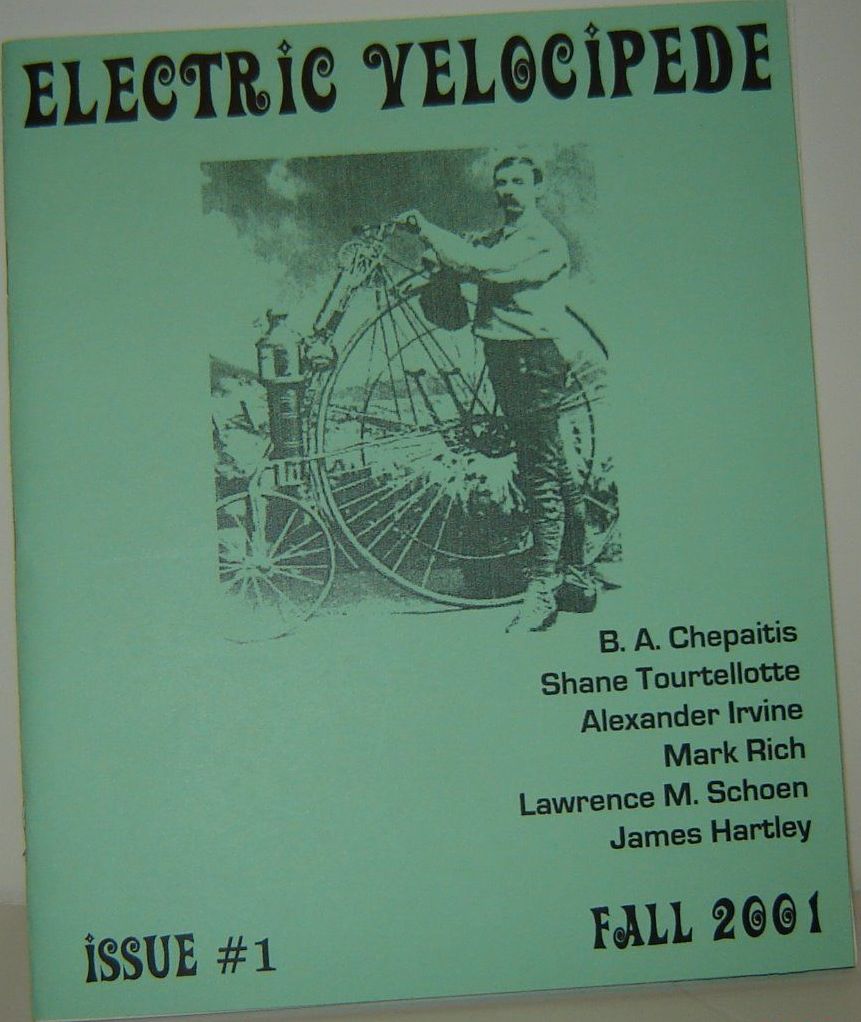 ELECTRiC VELOCiPEDE
B. A. Chepaitis
Shane Tourtellotte
Alexander Irvine
Mark Rich
Lawrence M. Schoen
James Hartley
iSSUE #1
FALL 2001